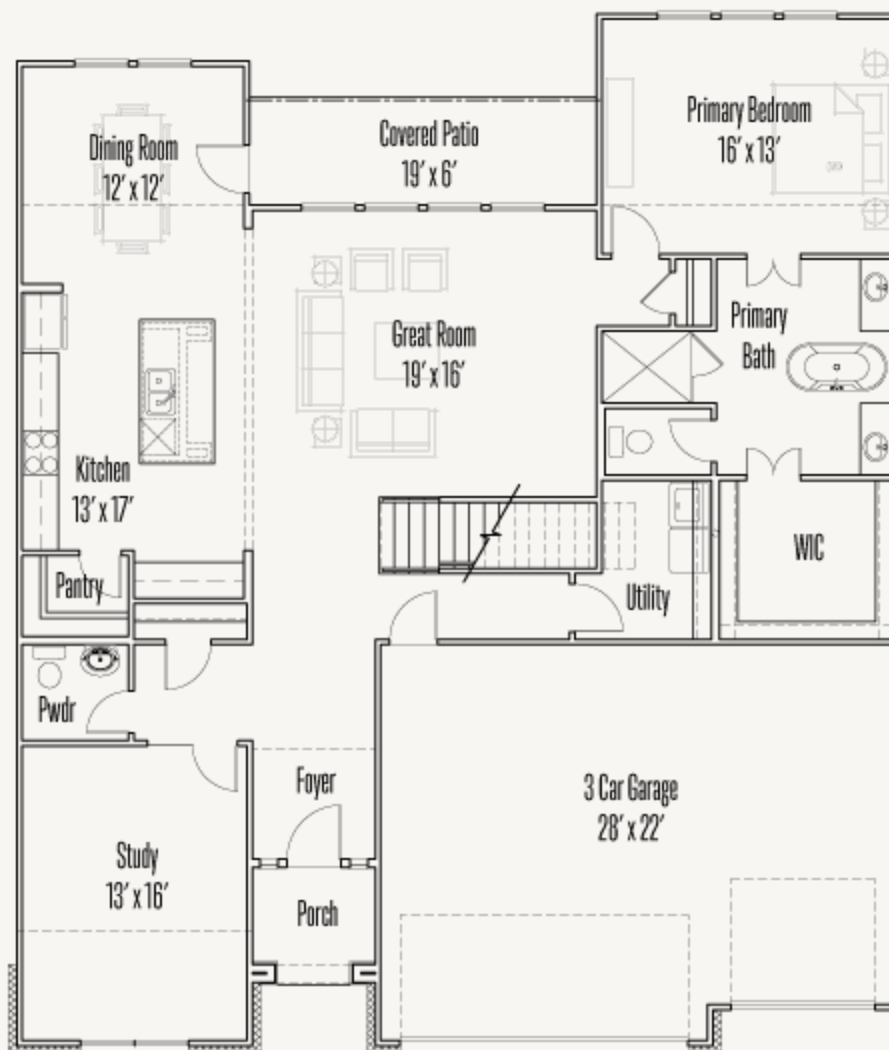 Primary Bedroom
16' x 13'
Covered Patio
19' x 6'
Dining Room
12' x 12'
Great Room
19' x 16'
Primary
Bath
Kitchen
13' x 17'
WIC
Pantry
Utility
Pwdr
Foyer
3 Car Garage
28' x 22'
Study
13' x 16'
Porch